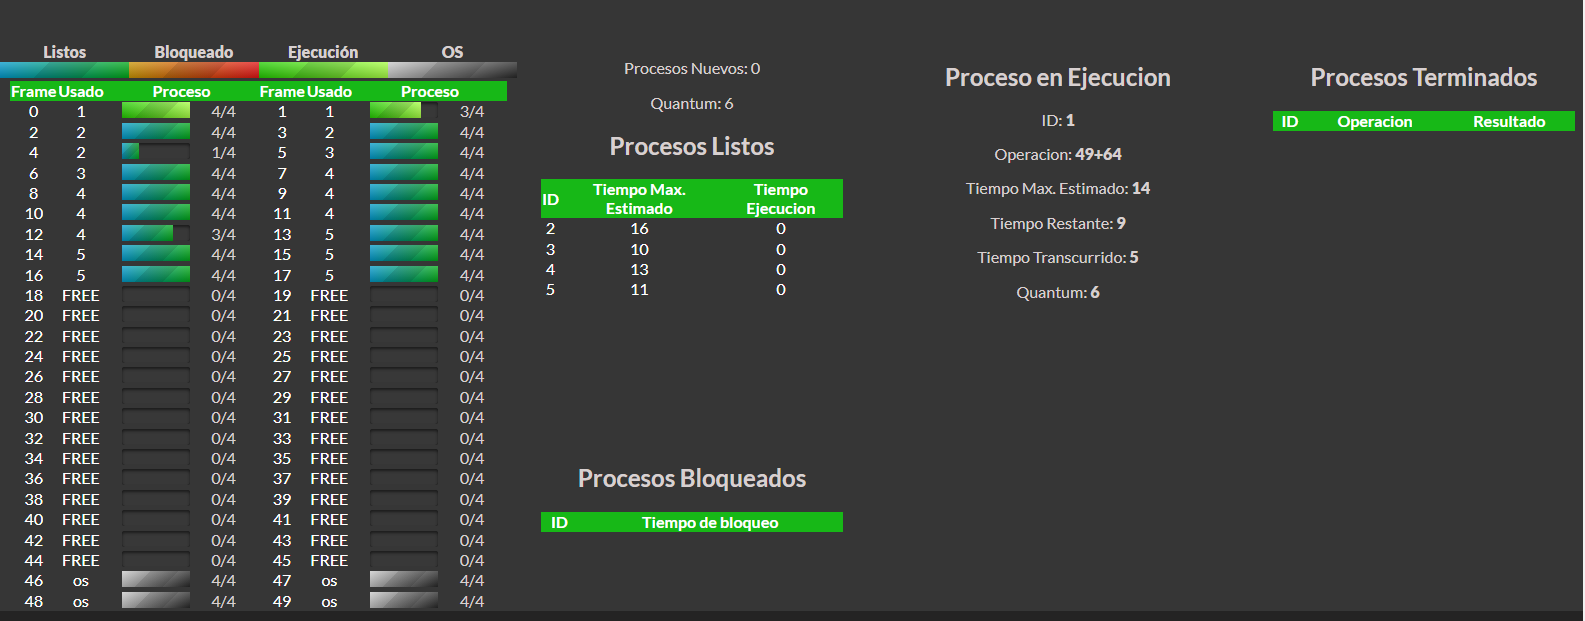 Listos Bloqueado Ejecución OS
Frame Usado Proceso Frame Usado Proceso
0 1 4/4 1 1 3/4
2 2 4/4 3 2 4/4
4 2 1/4 5 3 4/4
6 3 4/4 7 4 4/4
8 4 4/4 9 4 4/4
10 4 4/4 11 4 4/4
12 4 3/4 13 5 4/4
14 5 4/4 15 5 4/4
16 5 4/4 17 5 4/4
18 FREE 0/4 19 FREE 0/4
20 FREE 0/4 21 FREE 0/4
22 FREE 0/4 23 FREE 0/4
24 FREE 0/4 25 FREE 0/4
26 FREE 0/4 27 FREE 0/4
28 FREE 0/4 29 FREE 0/4
30 FREE 0/4 31 FREE 0/4
32 FREE 0/4 33 FREE 0/4
34 FREE 0/4 35 FREE 0/4
36 FREE 0/4 37 FREE 0/4
38 FREE 0/4 39 FREE 0/4
40 FREE 0/4 41 FREE 0/4
42 FREE 0/4 43 FREE 0/4
44 FREE 0/4 45 FREE 0/4
46 os 4/4 47 os 4/4
48 os 4/4 49 os 4/4
Procesos Nuevos: 0
Quantum: 6
Procesos Listos
ID Tiempo Max. Estimado Tiempo Ejecucion
2 16 0
3 10 0
4 13 0
5 11 0
Procesos Bloqueados
ID Tiempo de bloqueo
Proceso en Ejecucion
ID: 1
Operacion: 49+64
Tiempo Max. Estimado: 14
Tiempo Restante: 9
Tiempo Transcurrido: 5
Quantum: 6
Procesos Terminados
ID Operacion Resultado